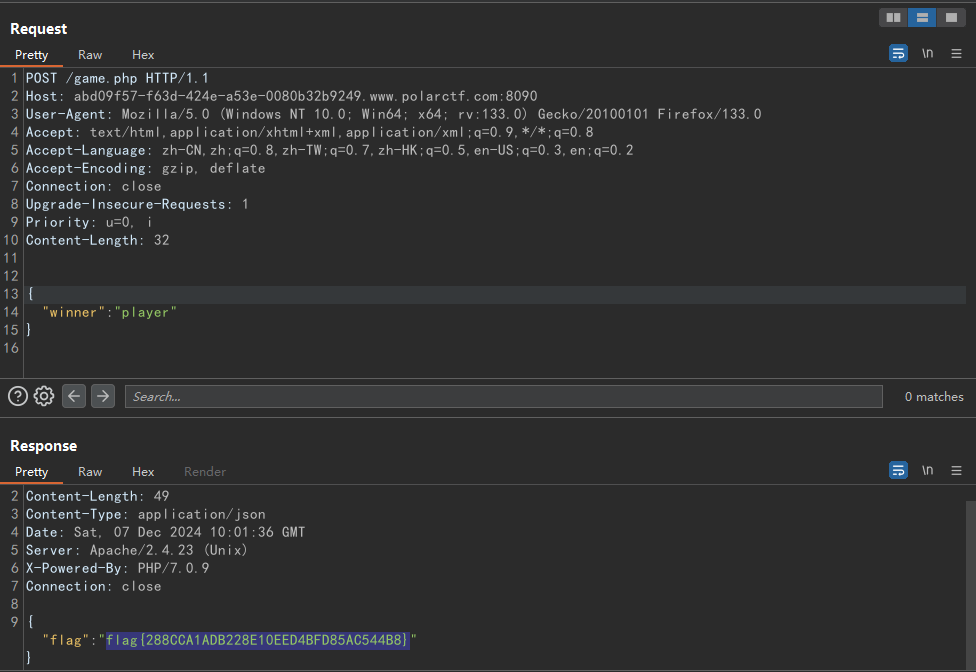 Request
Pretty Raw Hex \n
1 POST /game.php HTTP/1.1
2 Host: abd09f57-f63d-424e-a53e-0080b32b9249.www.polarctf.com:8090
3 User-Agent: Mozilla/5.0 (Windows NT 10.0; Win64; x64; rv:133.0) Gecko/20100101 Firefox/133.0
4 Accept: text/html,application/xhtml+xml,application/xml;q=0.9,*/*;q=0.8
5 Accept-Language: zh-CN,zh;q=0.8,zh-TW;q=0.7,zh-HK;q=0.5,en-US;q=0.3,en;q=0.2
6 Accept-Encoding: gzip, deflate
7 Connection: close
8 Upgrade-Insecure-Requests: 1
9 Priority: u=0, i
10 Content-Length: 32
11
12
13 {
14 "winner":"player"
15 }
16
? Search... 0 matches
Response
Pretty Raw Hex Render \n
2 Content-Length: 49
3 Content-Type: application/json
4 Date: Sat, 07 Dec 2024 10:01:36 GMT
5 Server: Apache/2.4.23 (Unix)
6 X-Powered-By: PHP/7.0.9
7 Connection: close
8
9 {
"flag":"flag{288CCA1ADB228E10EED4BFD85AC544B8}"
}